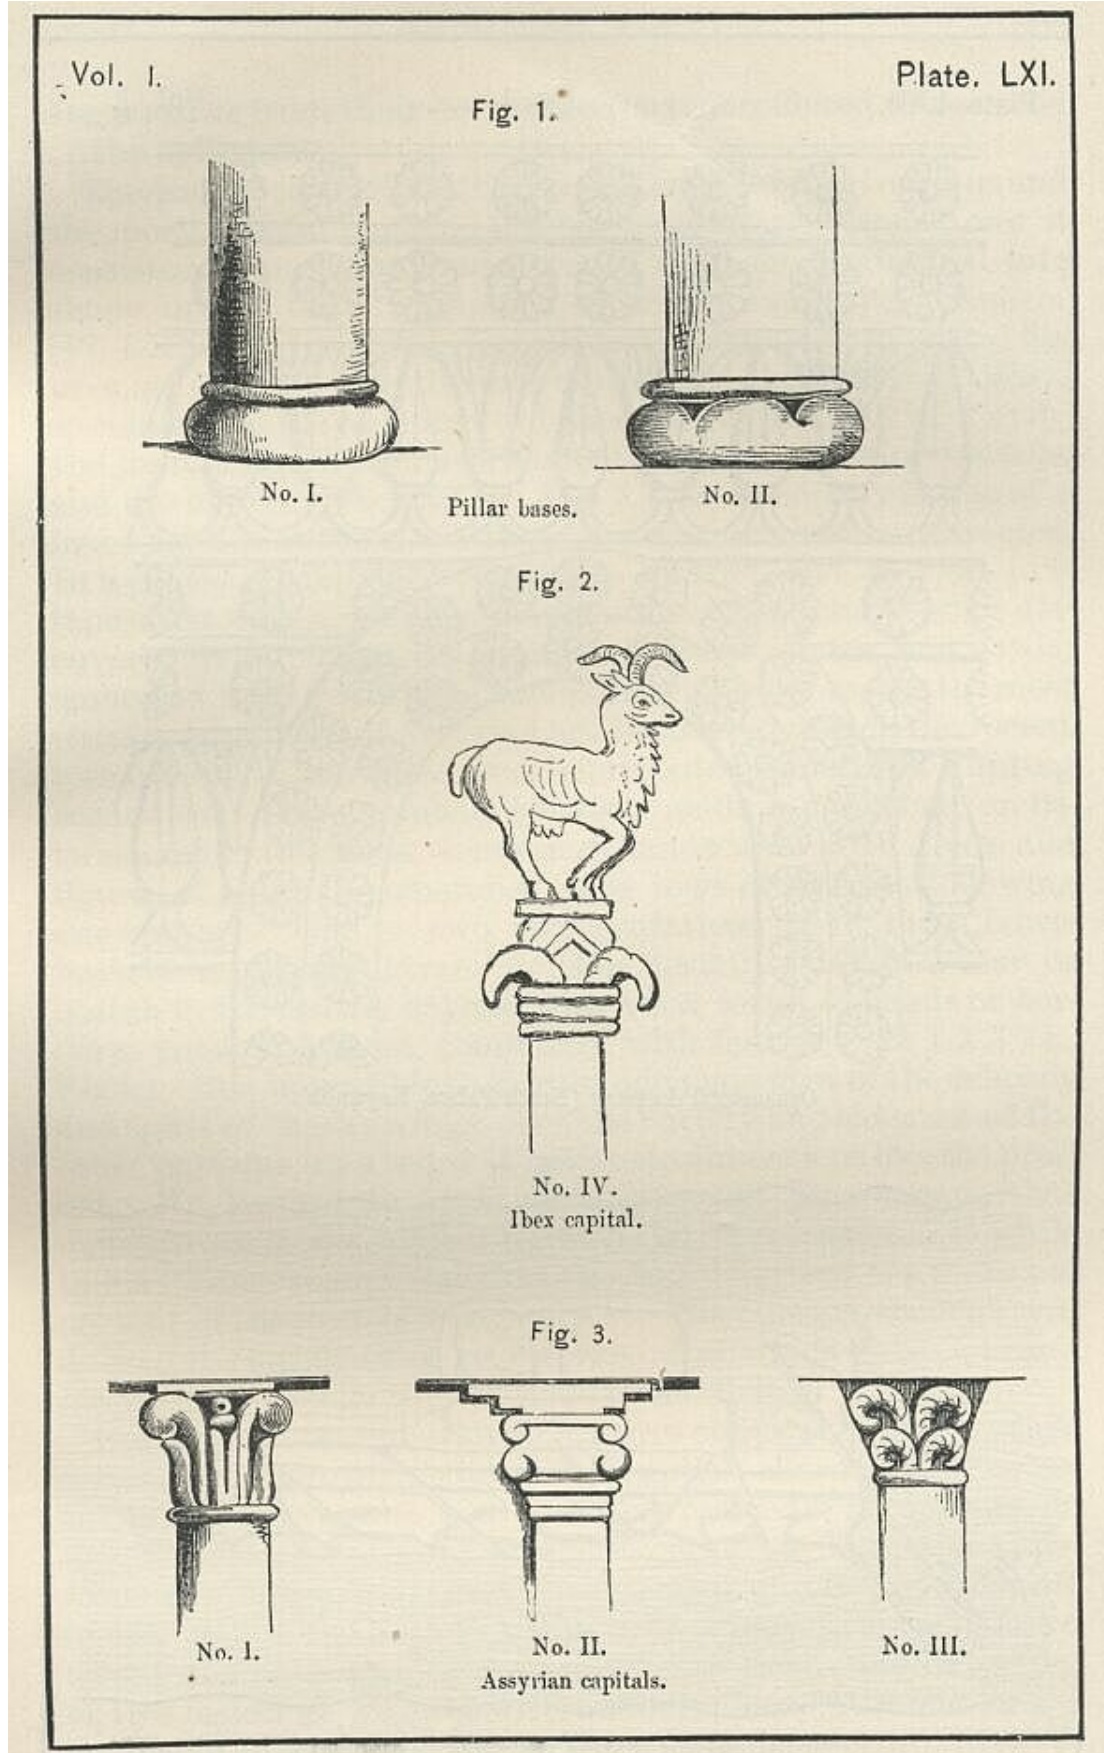 Vol. I.
Plate. LXI.
Fig. 1.
No. I.
No. II.
Pillar bases.
Fig. 2.
No. IV.
Ibex capital.
Fig. 3.
No. I.
No. II.
No. III.
Assyrian capitals.